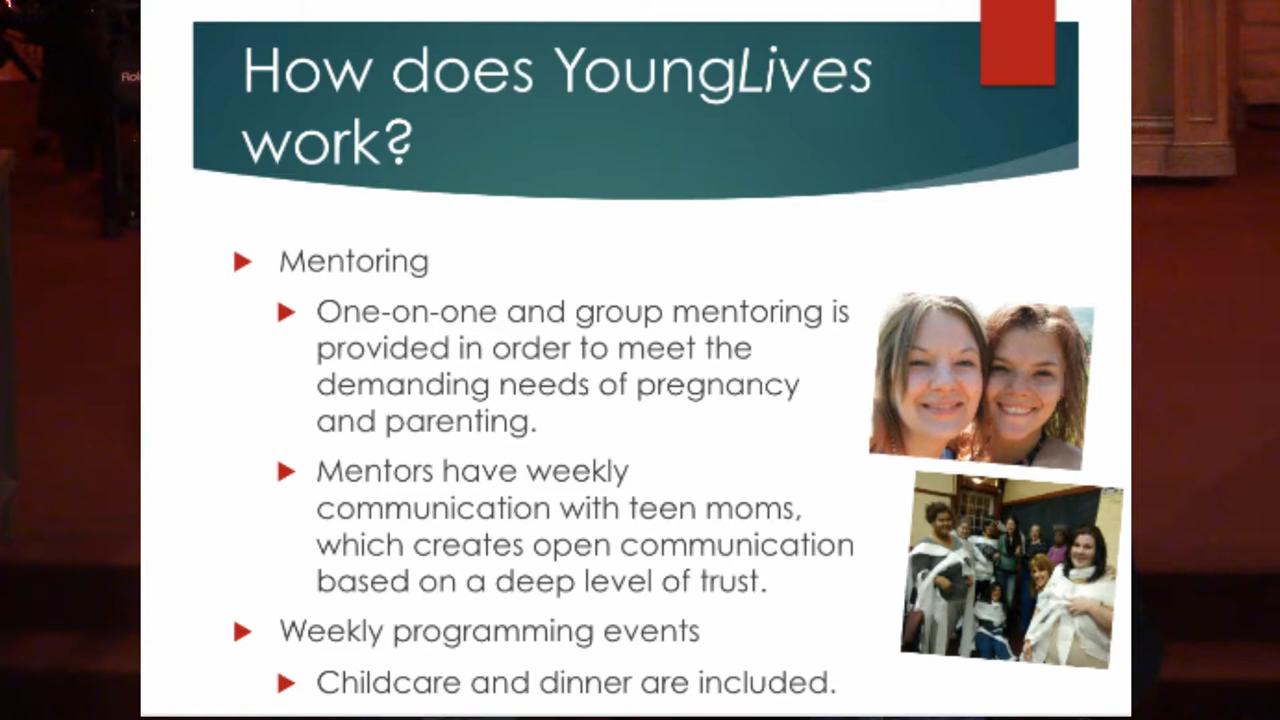 How does YoungLives
work?
Mentoring
One-on-one and group mentoring is
provided in order to meet the
demanding needs of pregnancy
and parenting.
Mentors have weekly
communication with teen moms,
which creates open communication
based on a deep level of trust.
Weekly programming events
Childcare and dinner are included.